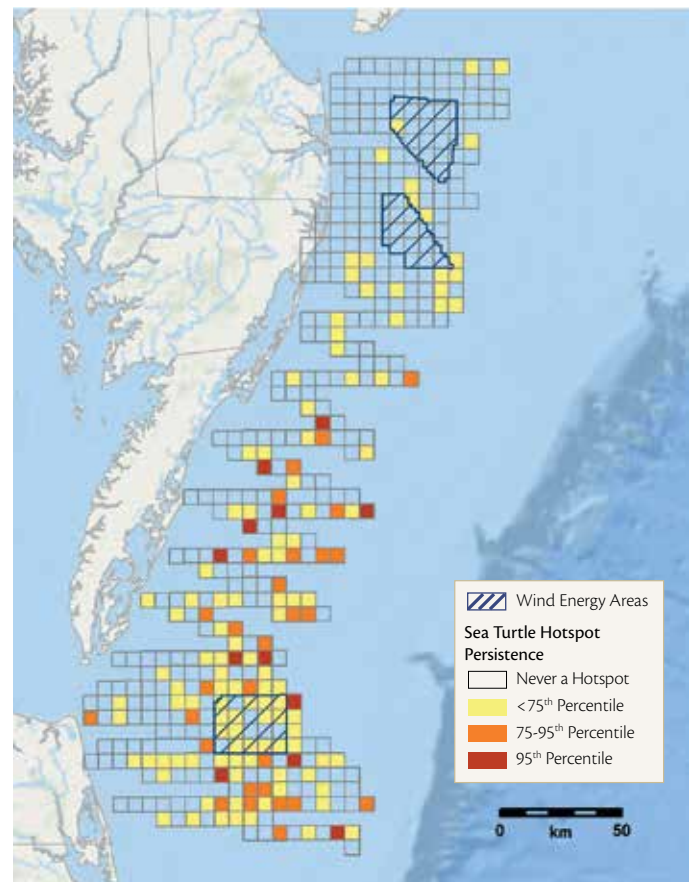 Wind Energy Areas
Sea Turtle Hotspot
Persistence
Never a Hotspot
<75th Percentile
75-95th Percentile
95th Percentile
0 km 50